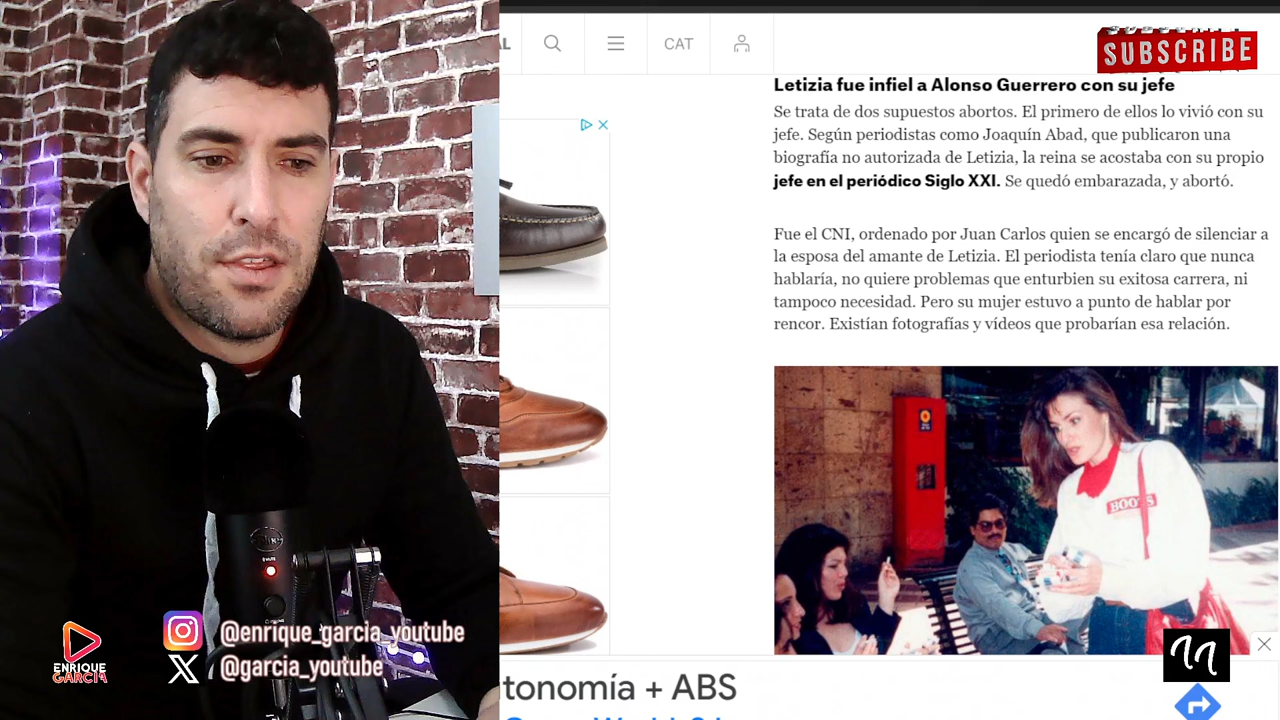 AL
CAT
SUBSCRIBE
Letizia fue infiel a Alonso Guerrero con su jefe
Se trata de dos supuestos abortos. El primero de ellos lo vivió con su
jefe. Según periodistas como Joaquín Abad, que publicaron una
biografía no autorizada de Letizia, la reina se acostaba con su propio
jefe en el periódico Siglo XXI. Se quedó embarazada, y abortó.
Fue el CNI, ordenado por Juan Carlos quien se encargó de silenciar a
la esposa del amante de Letizia. El periodista tenía claro que nunca
hablaría, no quiere problemas que enturbien su exitosa carrera, ni
tampoco necesidad. Pero su mujer estuvo a punto de hablar por
rencor. Existían fotografías y vídeos que probarían esa relación.
BOOTS
ENRIQUE
GARCIA
@enrique_garcia_youtube
@garcia_youtube
tonomía + ABS